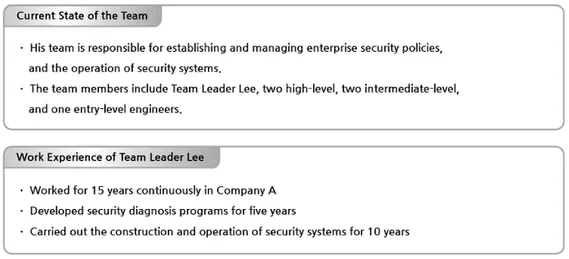 Current State of the Team
· His team is responsible for establishing and managing enterprise security policies,
and the operation of security systems.
· The team members include Team Leader Lee, two high-level, two intermediate-level,
and one entry-level engineers.
Work Experience of Team Leader Lee
· Worked for 15 years continuously in Company A
· Developed security diagnosis programs for five years
· Carried out the construction and operation of security systems for 10 years